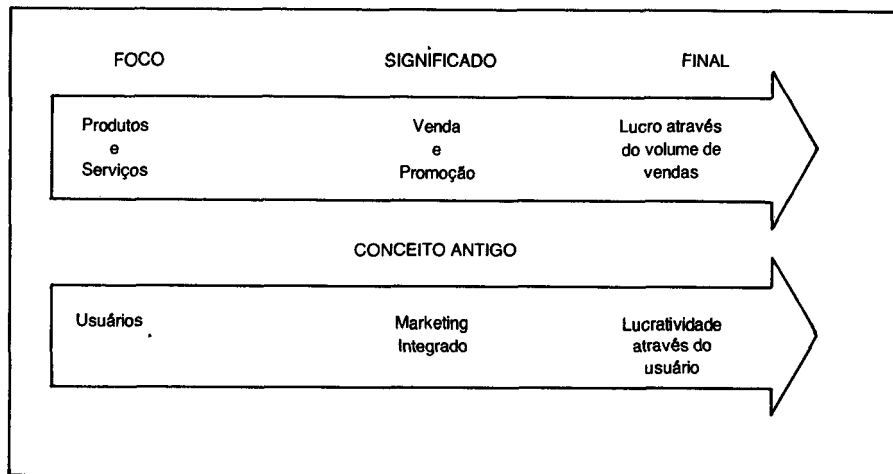 FOCO SIGNIFICADO FINAL
Produtos Venda Lucro através
e e do volume de
Serviços Promoção vendas
CONCEITO ANTIGO
Usuários Marketing Lucratividade
Integrado através do
usuário